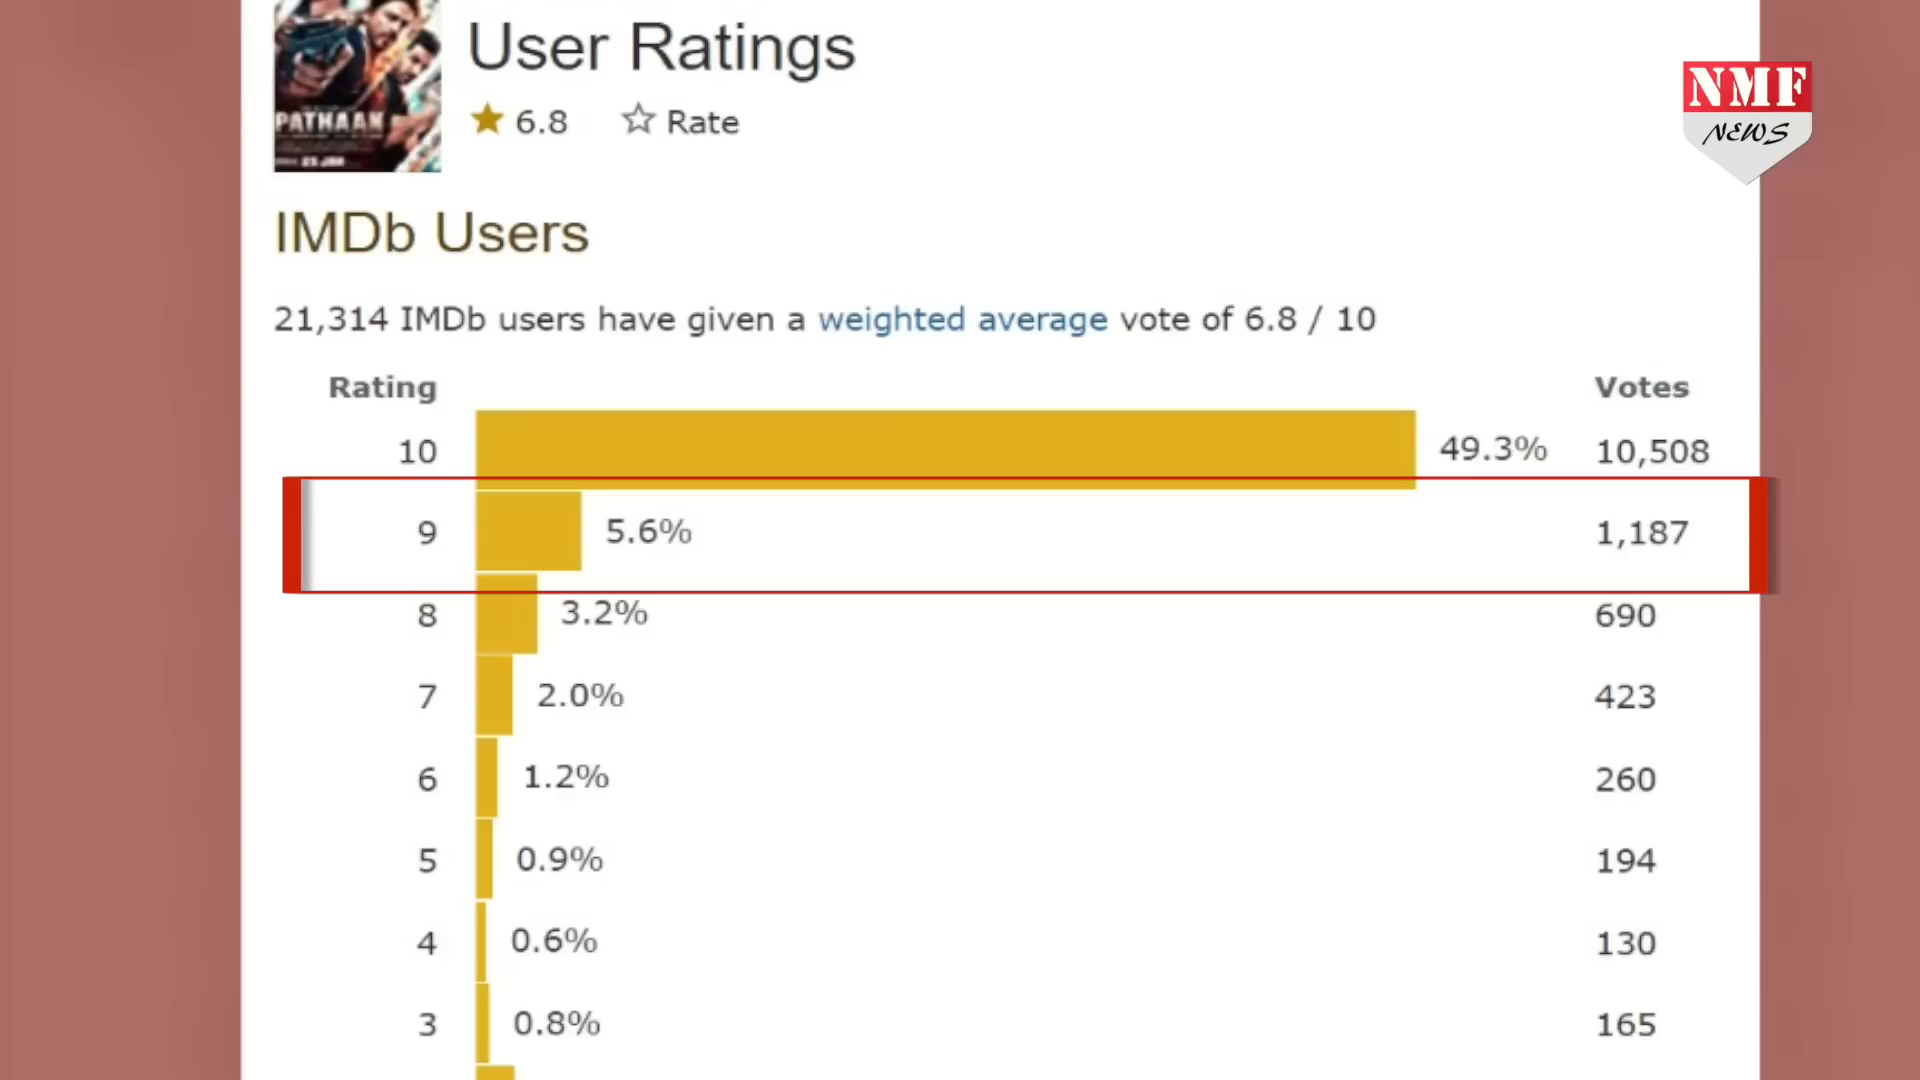 User Ratings
6.8 Rate
PATHAAN
NMF
NEWS
IMDb Users
21,314 IMDb users have given a weighted average vote of 6.8 / 10
Rating Votes
10 49.3% 10,508
9 5.6% 1,187
8 3.2% 690
7 2.0% 423
6 1.2% 260
5 0.9% 194
4 0.6% 130
3 0.8% 165